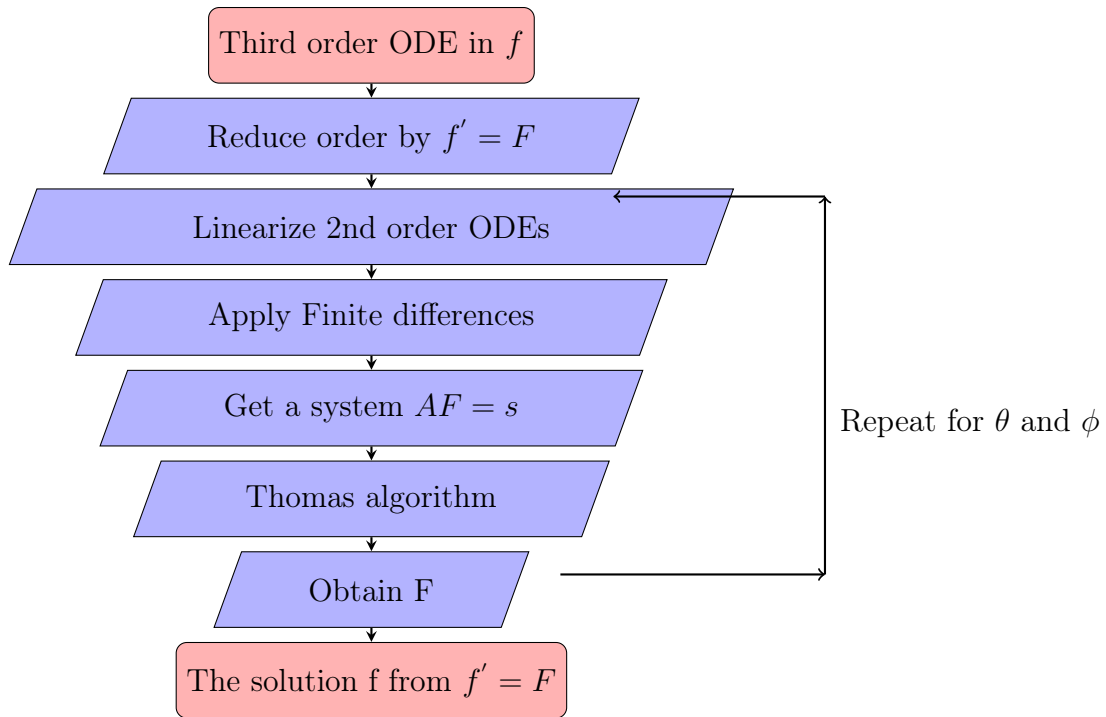 Third order ODE in f
Reduce order by f' = F
Linearize 2nd order ODEs
Apply Finite differences
Get a system AF = s
Repeat for θ and ϕ
Thomas algorithm
Obtain F
The solution f from f' = F